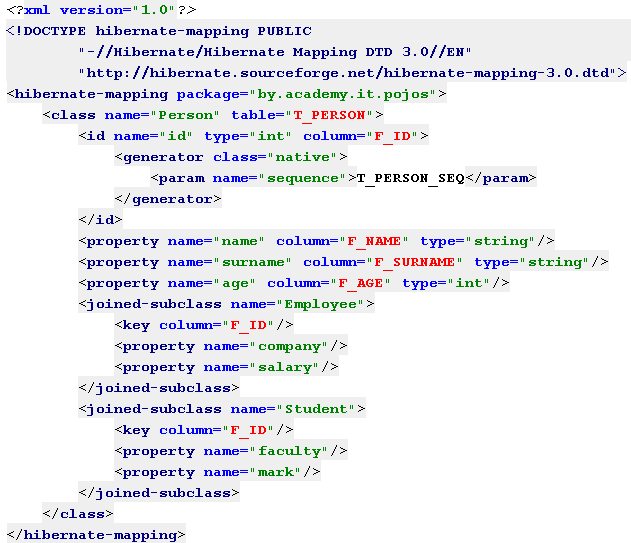 <?xml version="1.0"?>
<!DOCTYPE hibernate-mapping PUBLIC
        "-//Hibernate/Hibernate Mapping DTD 3.0//EN"
        "http://hibernate.sourceforge.net/hibernate-mapping-3.0.dtd">
<hibernate-mapping package="by.academy.it.pojos">
    <class name="Person" table="T_PERSON">
        <id name="id" type="int" column="F_ID">
            <generator class="native">
                <param name="sequence">T_PERSON_SEQ</param>
            </generator>
        </id>
        <property name="name" column="F_NAME" type="string"/>
        <property name="surname" column="F_SURNAME" type="string"/>
        <property name="age" column="F_AGE" type="int"/>
        <joined-subclass name="Employee">
            <key column="F_ID"/>
            <property name="company"/>
            <property name="salary"/>
        </joined-subclass>
        <joined-subclass name="Student">
            <key column="F_ID"/>
            <property name="faculty"/>
            <property name="mark"/>
        </joined-subclass>
    </class>
</hibernate-mapping>